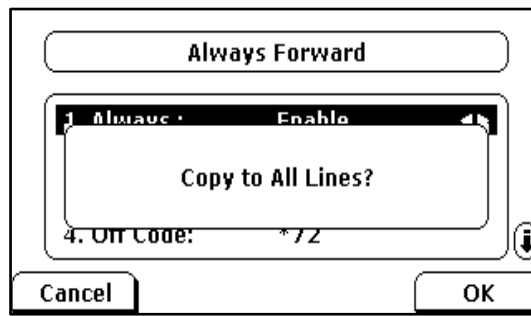 Always Forward
1. Always : Enable
Copy to All Lines?
4. Off Code: *72
Cancel
OK